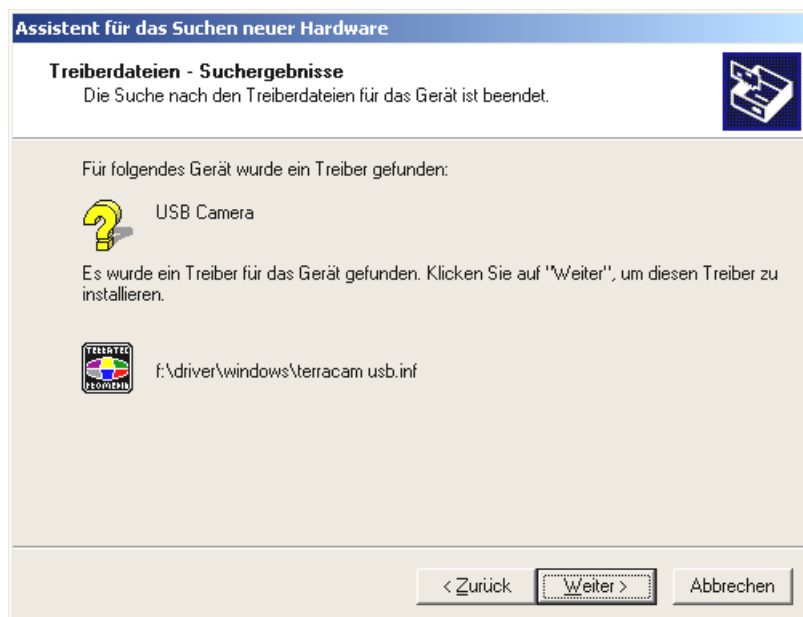 Assistent für das Suchen neuer Hardware
Treiberdateien - Suchergebnisse
Die Suche nach den Treiberdateien für das Gerät ist beendet.
Für folgendes Gerät wurde ein Treiber gefunden:
USB Camera
Es wurde ein Treiber für das Gerät gefunden. Klicken Sie auf "Weiter", um diesen Treiber zu
installieren.
TERRATEC
PROMEDIA
f:\driver\windows\terracam usb.inf
< Zurück Weiter > Abbrechen